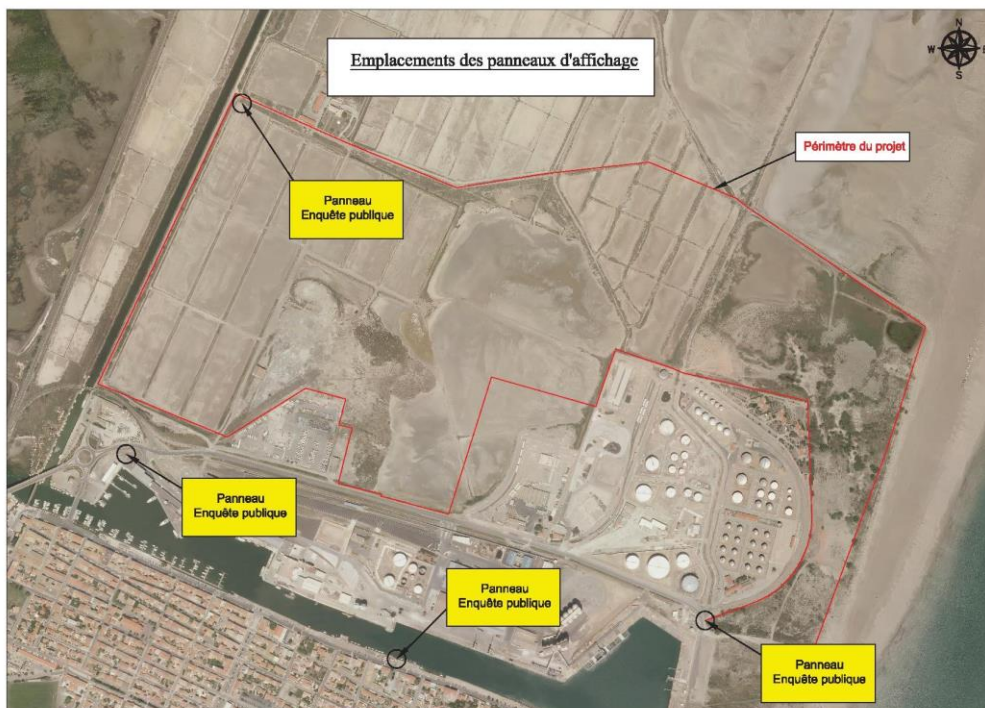 Emplacements des panneaux d'affichage
N
W
E
S
Périmètre du projet
Panneau
Enquête publique
Panneau
Enquête publique
Panneau
Enquête publique
Panneau
Enquête publique